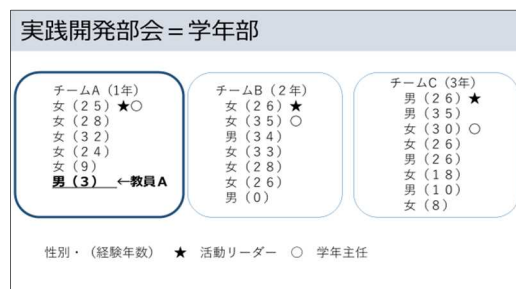 実践開発部会＝学年部
チームA（1年）
女（２５）★○
女（２８）
女（３２）
女（２４）
女（９）
男（３）　←教員A
チームB（２年）
女（２６）★
女（３５）○
男（３４）
女（３３）
女（２８）
女（２６）
男（０）
チームC（3年）
男（２６）★
男（３５）
女（３０）○
女（２６）
男（２６）
女（１８）
男（１０）
女（８）
性別・（経験年数）　★　活動リーダー　○　学年主任